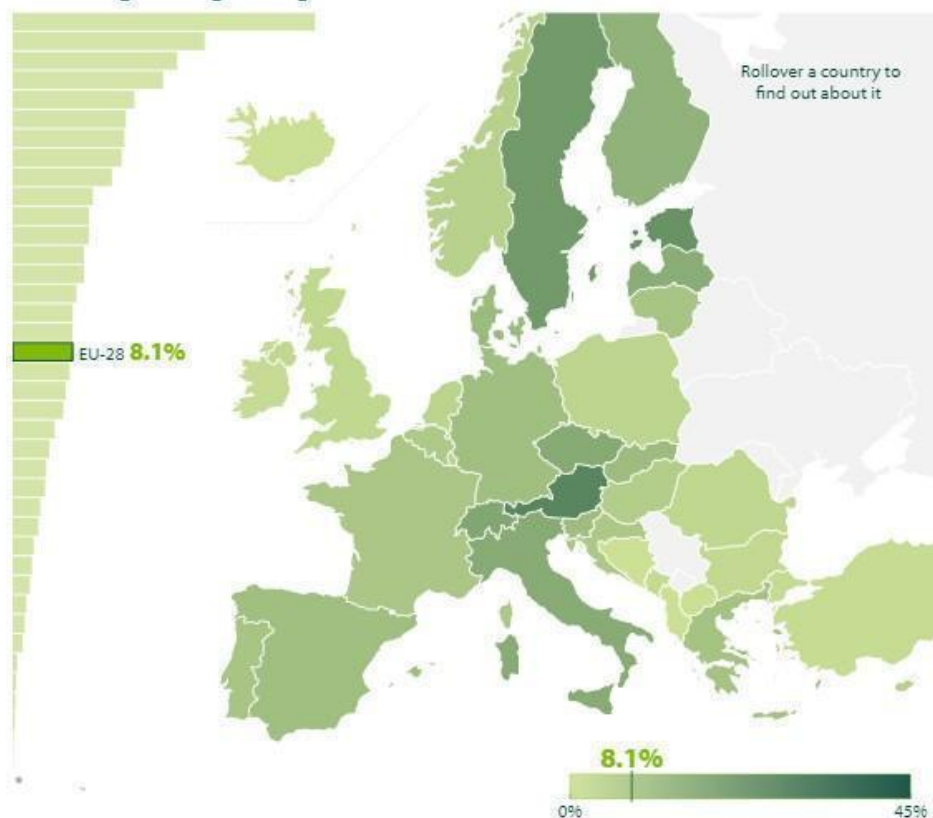 Rollover a country to
find out about it
EU-28 8.1%
8.1%
0%
45%